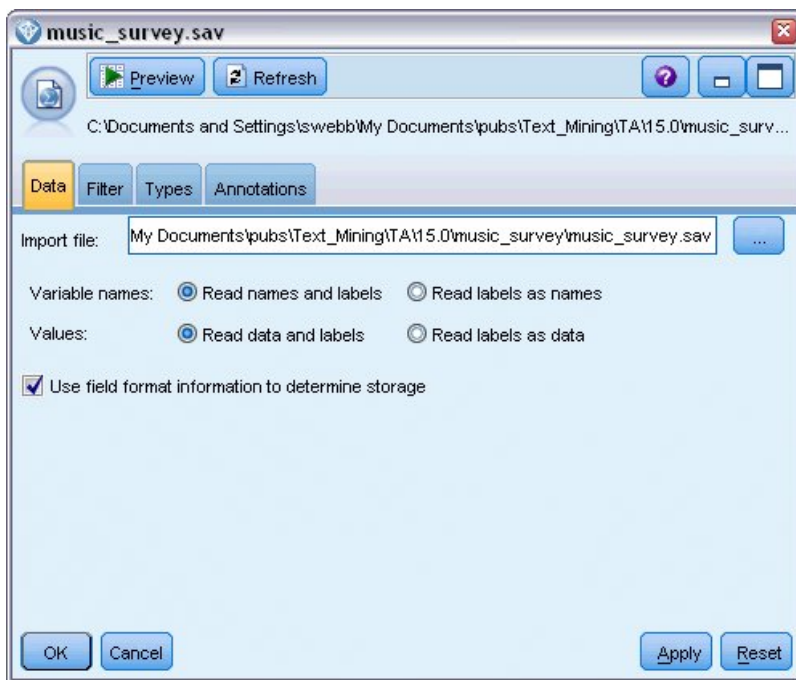 music_survey.sav
Preview Refresh ?
C:\Documents and Settings\swebb\My Documents\pubs\Text_Mining\TA\15.0\music_surv...
Data Filter Types Annotations
Import file: My Documents\pubs\Text_Mining\TA\15.0\music_survey\music_survey.sav ...
Variable names: Read names and labels Read labels as names
Values: Read data and labels Read labels as data
Use field format information to determine storage
OK Cancel Apply Reset